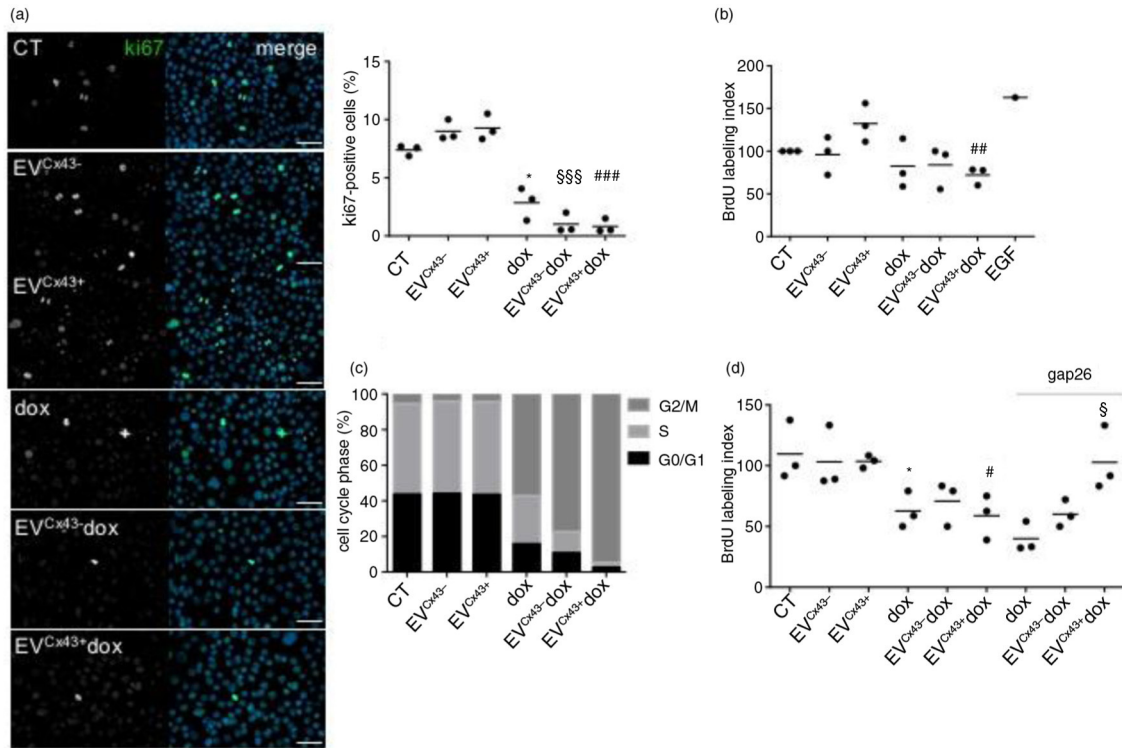 (a)
CT ki67 merge
EVCx43-
EVCx43+
dox
EVCx43-dox
EVCx43+dox
15
10
5
0
ki67-positive cells (%)
* §§§ ###
CT EVCx43- EVCx43+ dox EVCx43-dox EVCx43+dox
(b)
200
150
100
50
0
BrdU labeling index
##
CT EVCx43- EVCx43+ dox EVCx43-dox EVCx43+dox EGF
(c)
100
80
60
40
20
0
cell cycle phase (%)
G2/M
S
G0/G1
CT EVCx43- EVCx43+ dox EVCx43-dox EVCx43+dox
(d)
gap26
150
100
50
0
BrdU labeling index
* # §
CT EVCx43- EVCx43+ dox EVCx43-dox EVCx43+dox dox EVCx43-dox EVCx43+dox